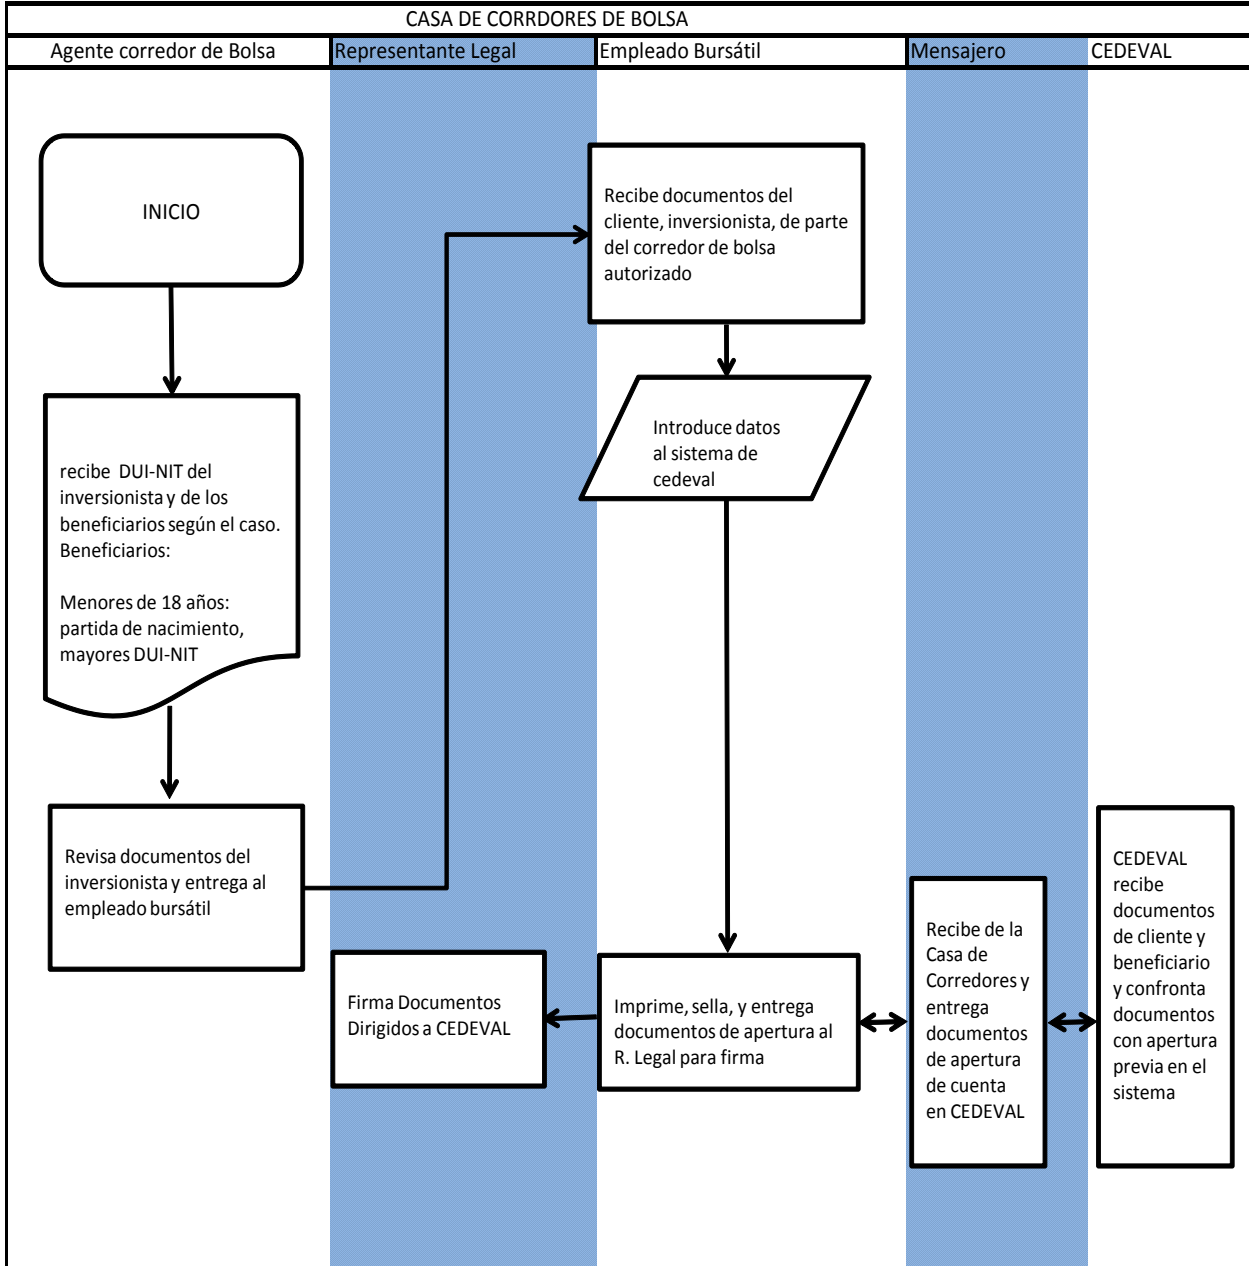 CASA DE CORRDORES DE BOLSA
Agente corredor de Bolsa
Representante Legal
Empleado Bursátil
Mensajero
CEDEVAL
INICIO
recibe DUI-NIT del
inversionista y de los
beneficiarios según el caso.
Beneficiarios:
Menores de 18 años:
partida de nacimiento,
mayores DUI-NIT
Revisa documentos del
inversionista y entrega al
empleado bursátil
Recibe documentos del
cliente, inversionista, de parte
del corredor de bolsa
autorizado
Introduce datos
al sistema de
cedeval
Imprime, sella, y entrega
documentos de apertura al
R. Legal para firma
Firma Documentos
Dirigidos a CEDEVAL
Recibe de la
Casa de
Corredores y
entrega
documentos
de apertura
de cuenta
en CEDEVAL
CEDEVAL
recibe
documentos
de cliente y
beneficiario
y confronta
documentos
con apertura
previa en el
sistema